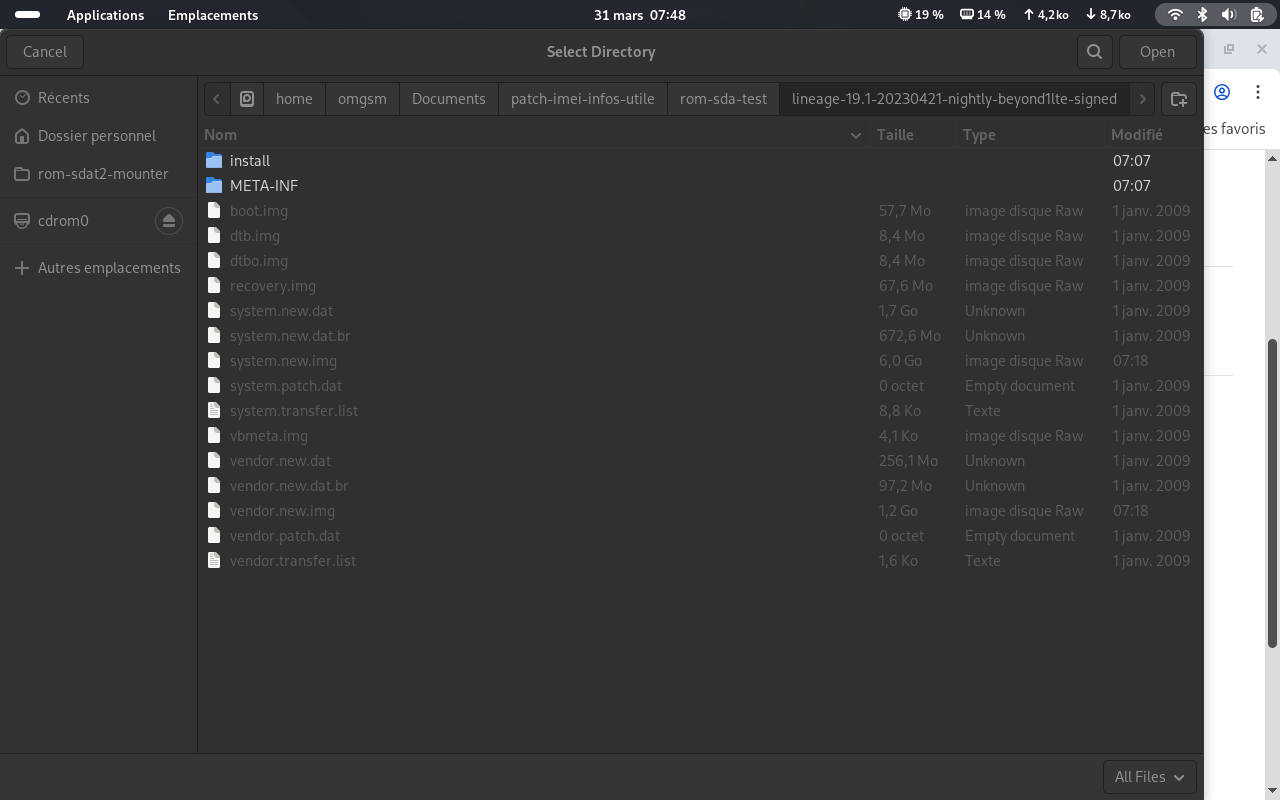 Applications Emplacements 31 mars 07:48 19 % 14 % 4,2ko 8,7ko
Cancel Select Directory Open
home omgsm Documents patch-imei-infos-utile rom-sda-test lineage-19.1-20230421-nightly-beyond1lte-signed
Récents
Dossier personnel
rom-sdat2-mounter
cdrom0
Autres emplacements
Nom Taille Type Modifié
install 07:07
META-INF 07:07
boot.img 57,7 Mo image disque Raw 1 janv. 2009
dtb.img 8,4 Mo image disque Raw 1 janv. 2009
dtbo.img 8,4 Mo image disque Raw 1 janv. 2009
recovery.img 67,6 Mo image disque Raw 1 janv. 2009
system.new.dat 1,7 Go Unknown 1 janv. 2009
system.new.dat.br 672,6 Mo Unknown 1 janv. 2009
system.new.img 6,0 Go image disque Raw 07:18
system.patch.dat 0 octet Empty document 1 janv. 2009
system.transfer.list 8,8 Ko Texte 1 janv. 2009
vbmeta.img 4,1 Ko image disque Raw 1 janv. 2009
vendor.new.dat 256,1 Mo Unknown 1 janv. 2009
vendor.new.dat.br 97,2 Mo Unknown 1 janv. 2009
vendor.new.img 1,2 Go image disque Raw 07:18
vendor.patch.dat 0 octet Empty document 1 janv. 2009
vendor.transfer.list 1,6 Ko Texte 1 janv. 2009
All Files
es favoris